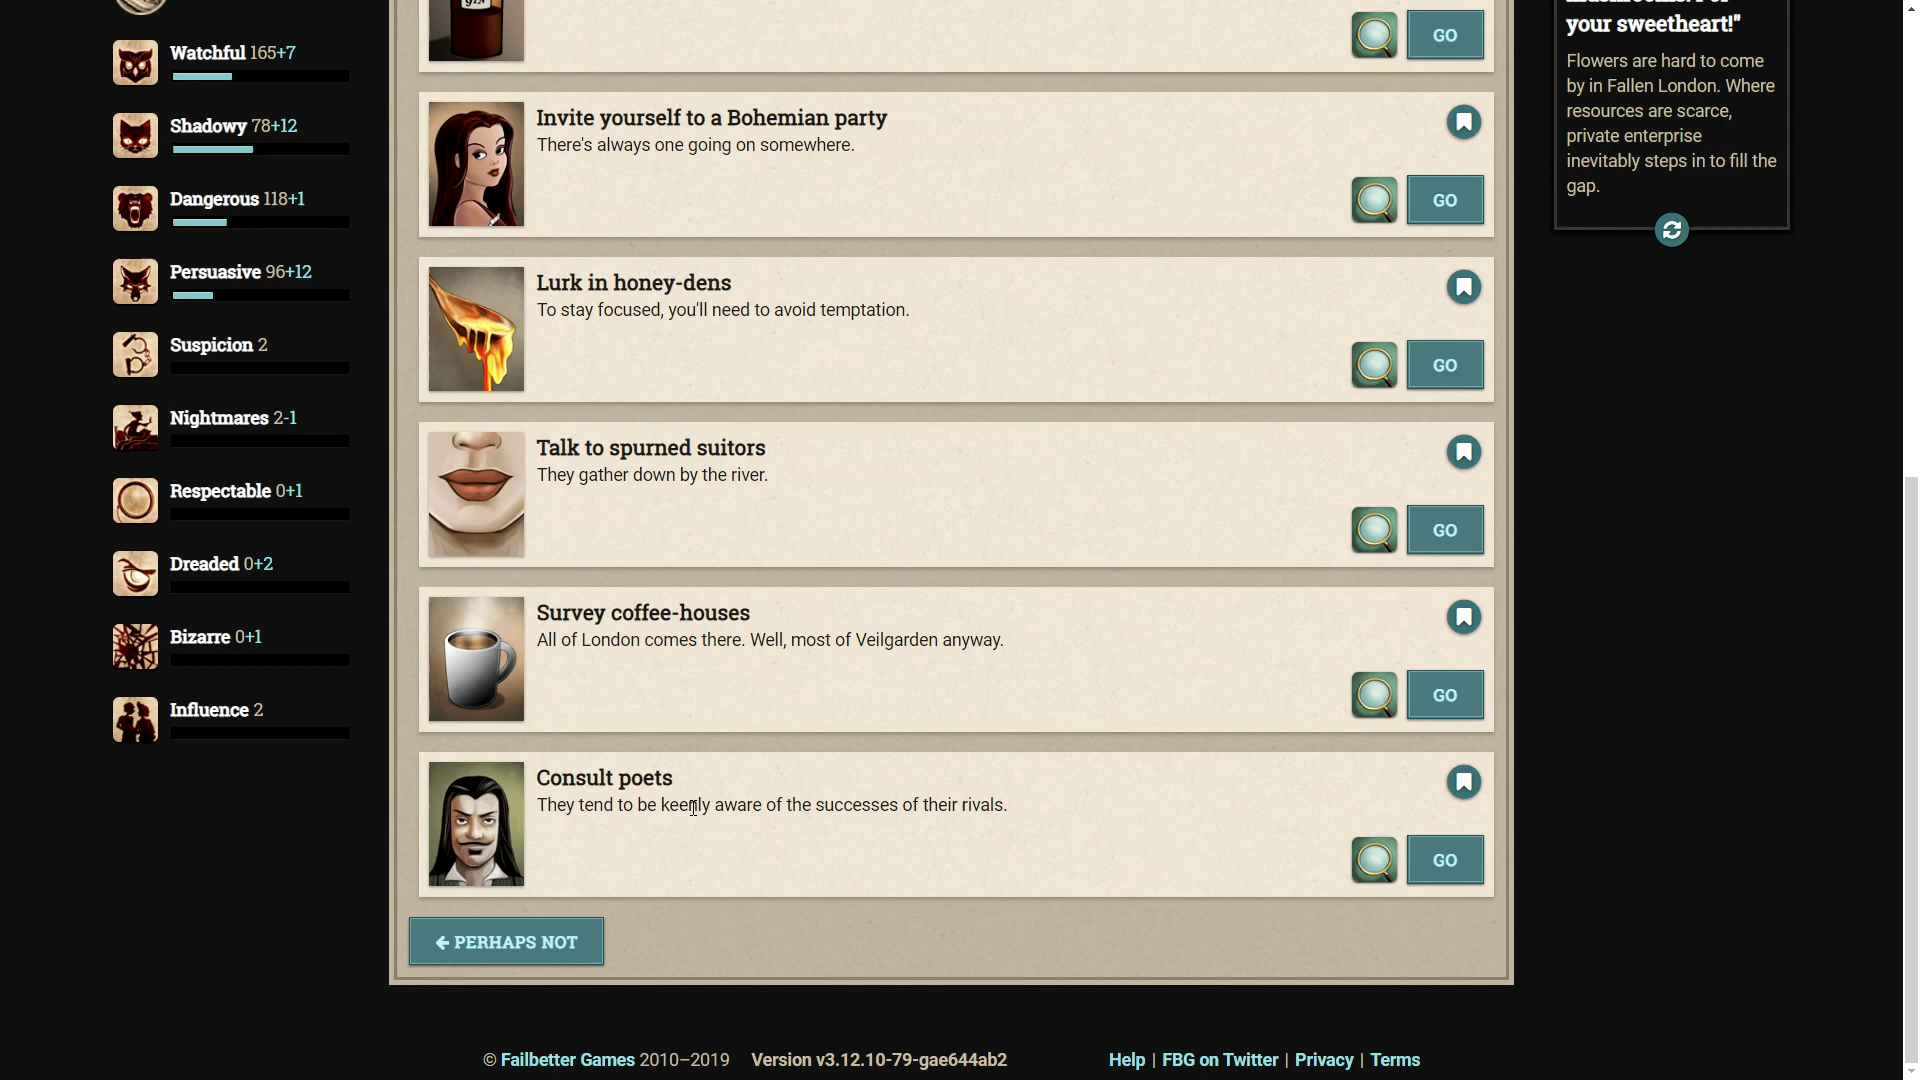 Watchful 165+7
Shadowy 78+12
Dangerous 118+1
Persuasive 96+12
Suspicion 2
Nightmares 2-1
Respectable 0+1
Dreaded 0+2
Bizarre 0+1
Influence 2
GIN
GO
Invite yourself to a Bohemian party
There's always one going on somewhere.
GO
Lurk in honey-dens
To stay focused, you'll need to avoid temptation.
GO
Talk to spurned suitors
They gather down by the river.
GO
Survey coffee-houses
All of London comes there. Well, most of Veilgarden anyway.
GO
Consult poets
They tend to be keenly aware of the successes of their rivals.
GO
PERHAPS NOT
your sweetheart!"
Flowers are hard to come
by in Fallen London. Where
resources are scarce,
private enterprise
inevitably steps in to fill the
gap.
© Failbetter Games 2010–2019 Version v3.12.10-79-gae644ab2
Help | FBG on Twitter | Privacy | Terms